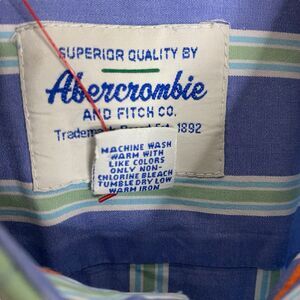 SUPERIOR QUALITY BY
Abercrombie
AND FITCH CO.
Est. 1892
MACHINE WASH
WARM WITH
LIKE COLORS
ONLY NON-
CHLORINE BLEACH
TUMBLE DRY LOW
WARM IRON